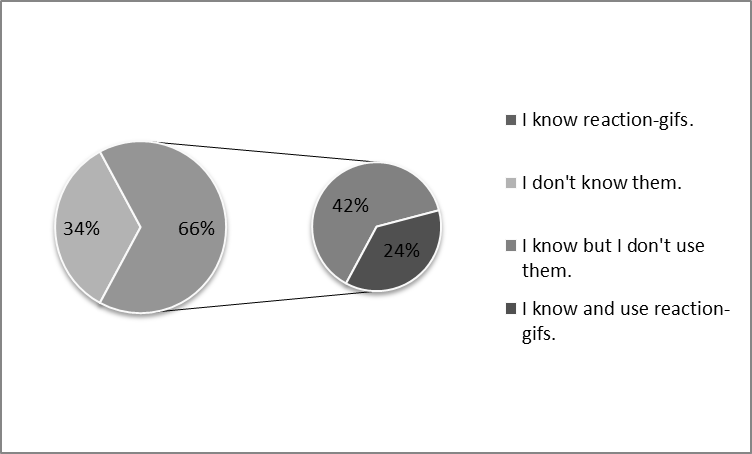 34%
66%
42%
24%
I know reaction-gifs.
I don't know them.
I know but I don't use
them.
I know and use reaction-
gifs.